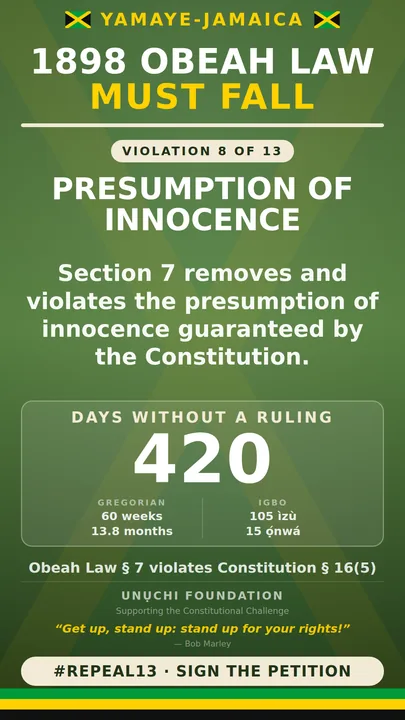 YAMAYE-JAMAICA
1898 OBEAH LAW
MUST FALL
VIOLATION 8 OF 13
PRESUMPTION OF
INNOCENCE
Section 7 removes and
violates the presumption of
innocence guaranteed by
the Constitution.
DAYS WITHOUT A RULING
420
GREGORIAN
60 weeks
13.8 months
IGBO
105 ìzù
15 ọ́nwá
Obeah Law § 7 violates Constitution § 16(5)
UNỤCHI FOUNDATION
Supporting the Constitutional Challenge
“Get up, stand up: stand up for your rights!”
— Bob Marley
#REPEAL13 · SIGN THE PETITION